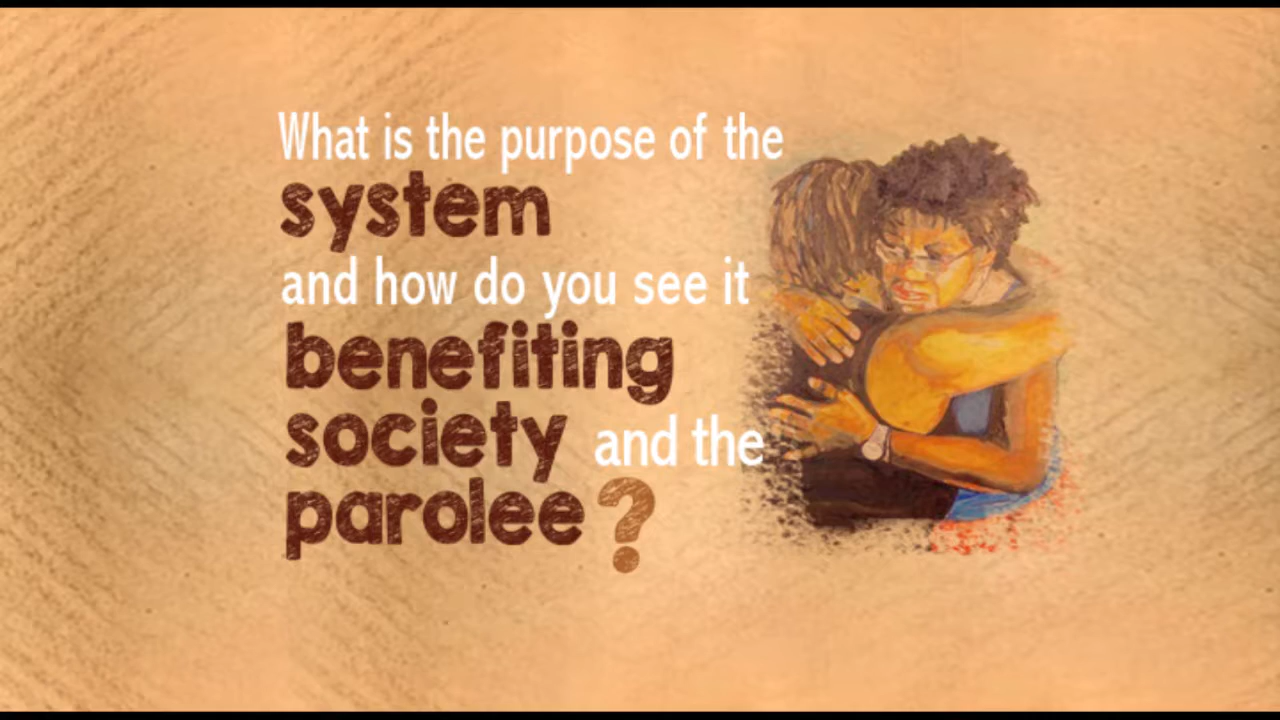 What is the purpose of the
system
and how do you see it
benefiting
society and the
parolee?